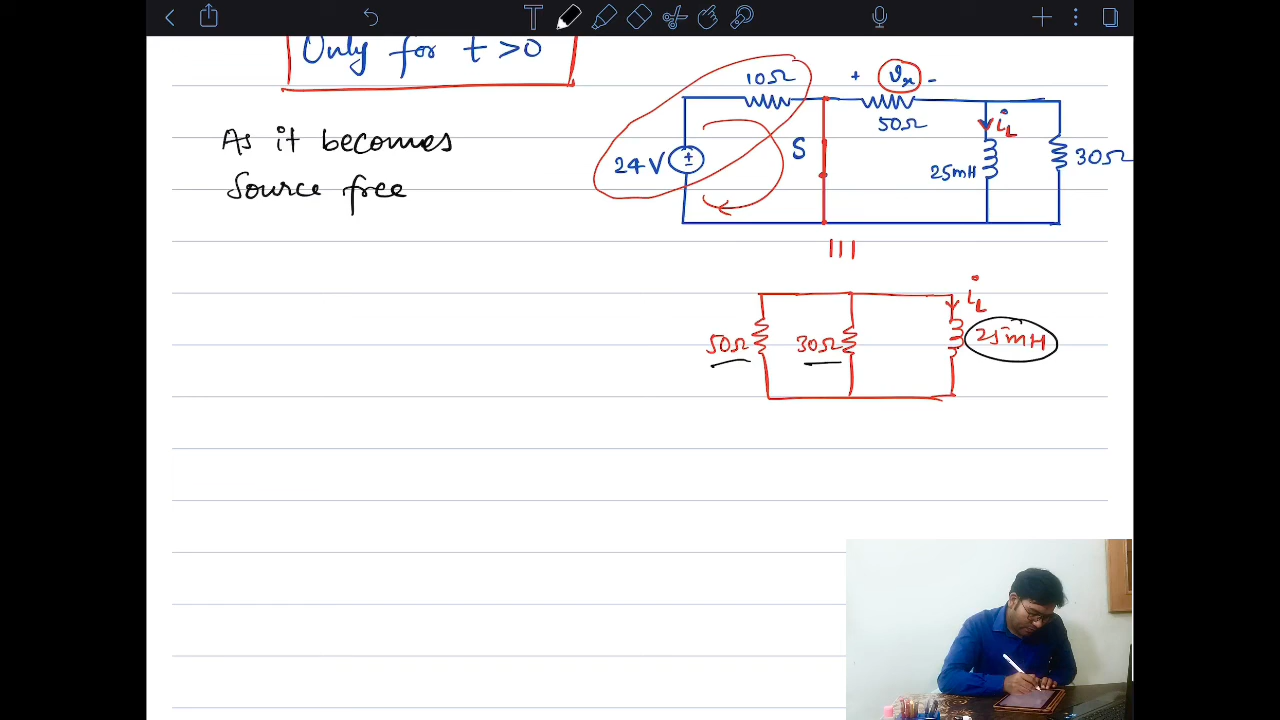 Only for t >0
As it becomes
Source free
10Ω
+ vx -
50Ω
24V
+
-
S
iL
25mH
30Ω
iL
50Ω
30Ω
25mH